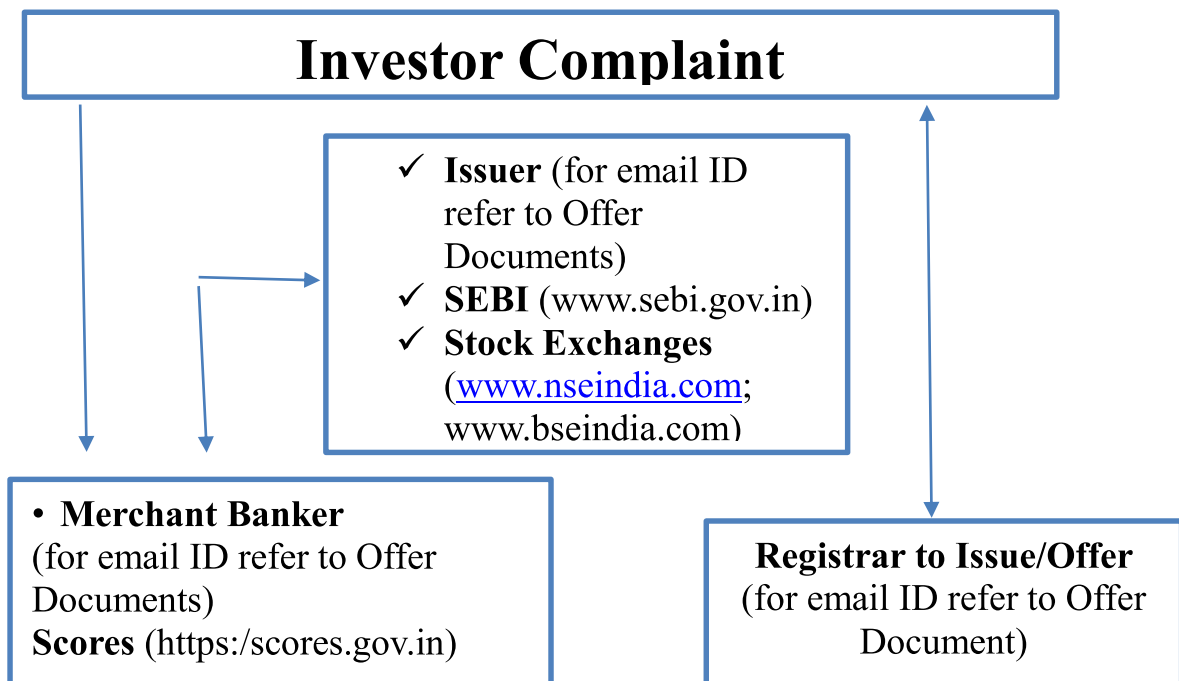 Investor Complaint
✓ Issuer (for email ID
refer to Offer
Documents)
✓ SEBI (www.sebi.gov.in)
✓ Stock Exchanges
(www.nseindia.com;
www.bseindia.com)
• Merchant Banker
(for email ID refer to Offer
Documents)
Scores (https:/scores.gov.in)
Registrar to Issue/Offer
(for email ID refer to Offer
Document)